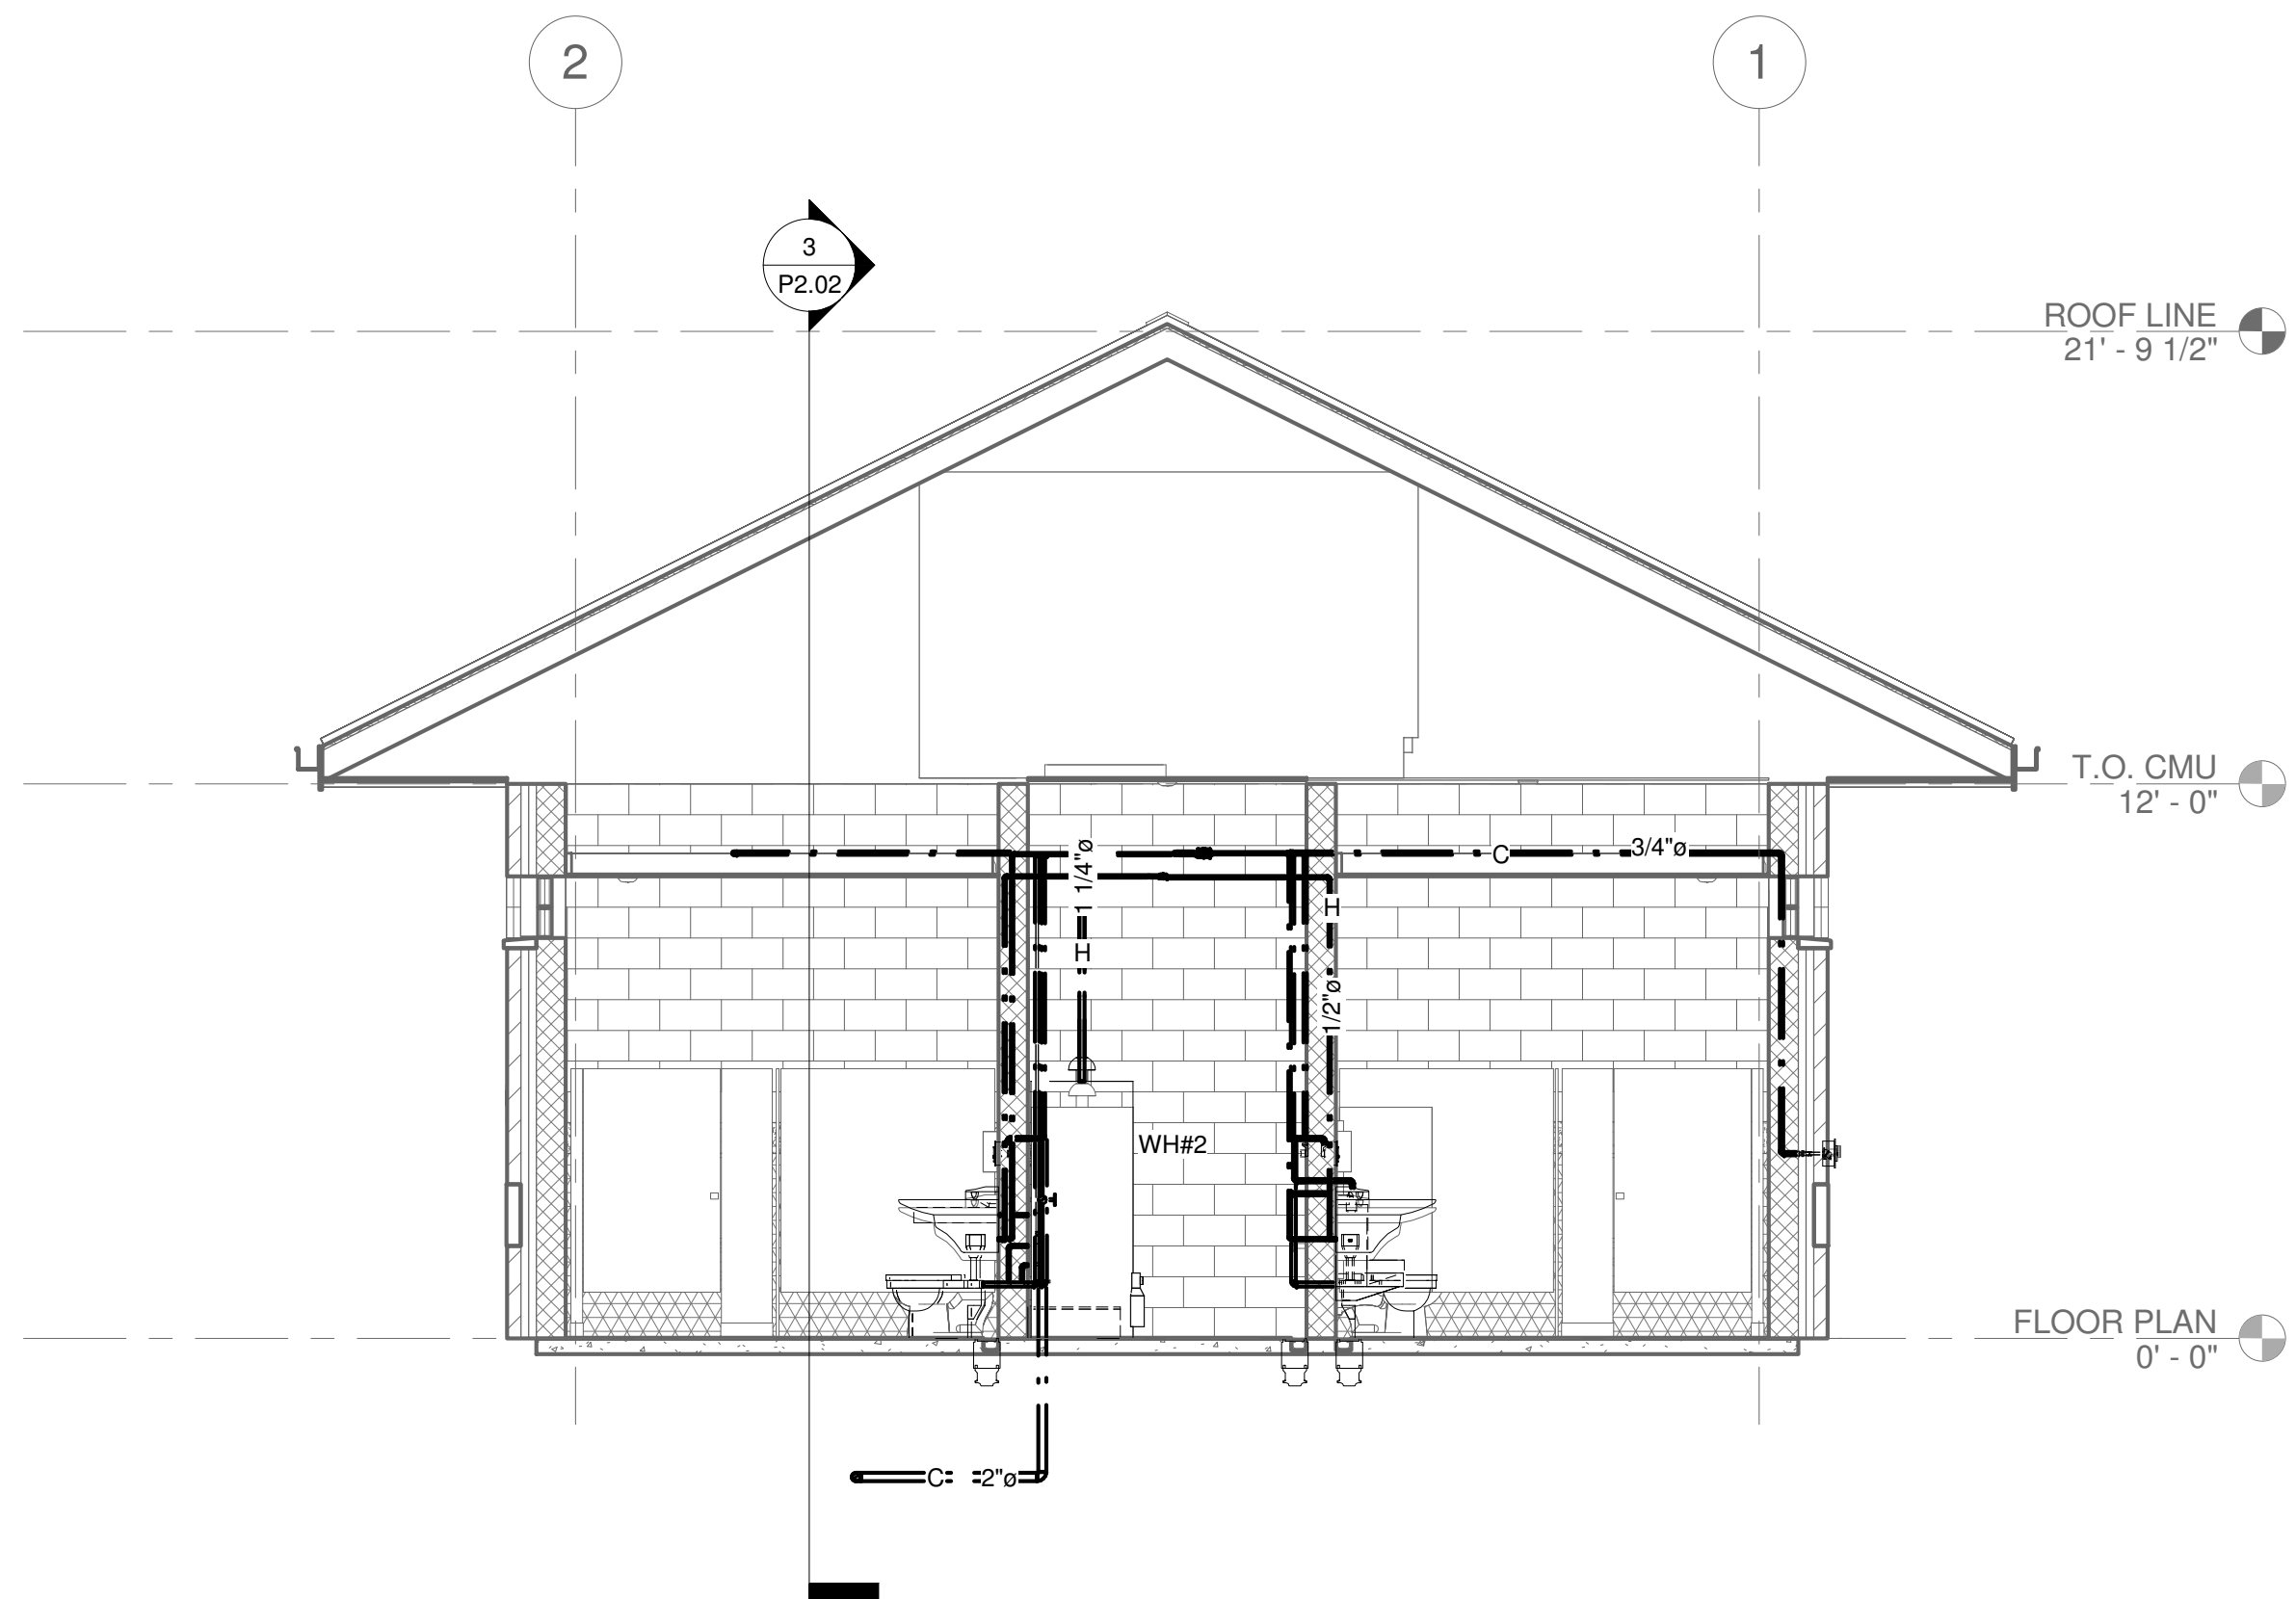 2
1
3
P2.02
ROOF LINE
21' - 9 1/2"
T.O. CMU
12' - 0"
1 1/4"ø
H
C
3/4"ø
H
1/2"ø
WH#2
FLOOR PLAN
0' - 0"
C
2"ø